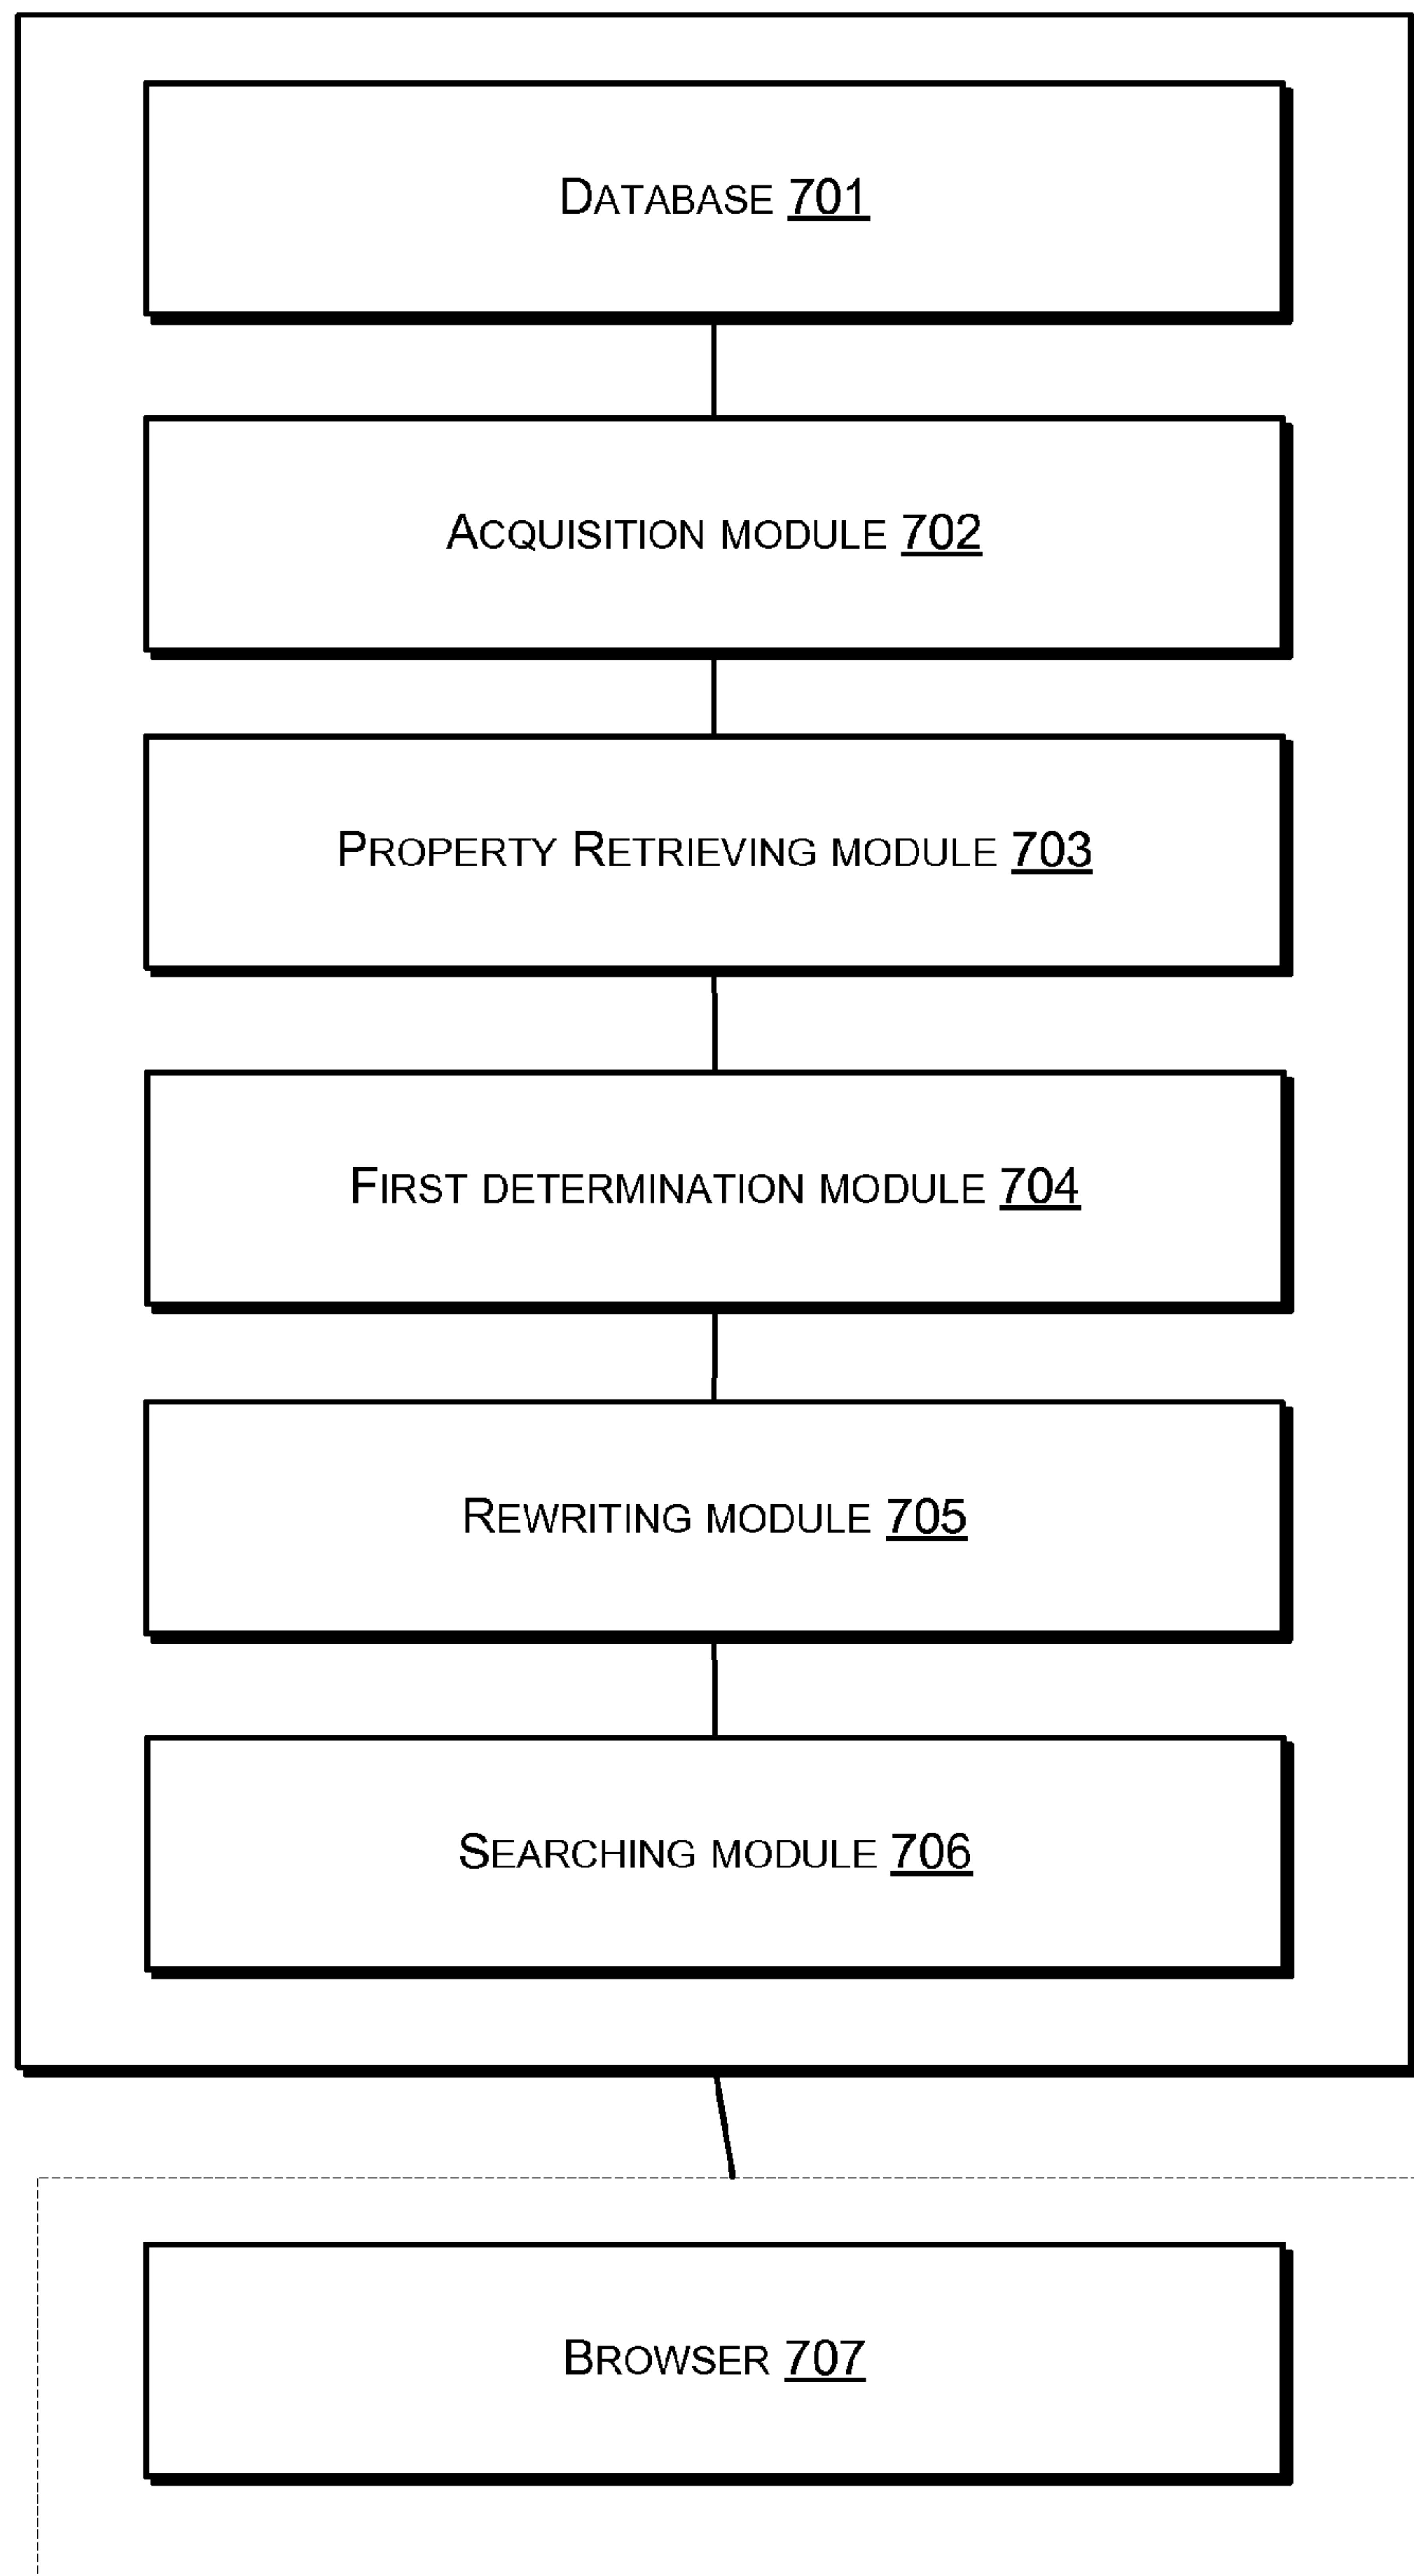 DATABASE 701
ACQUISITION MODULE 702
PROPERTY RETRIEVING MODULE 703
FIRST DETERMINATION MODULE 704
REWRITING MODULE 705
SEARCHING MODULE 706
BROWSER 707